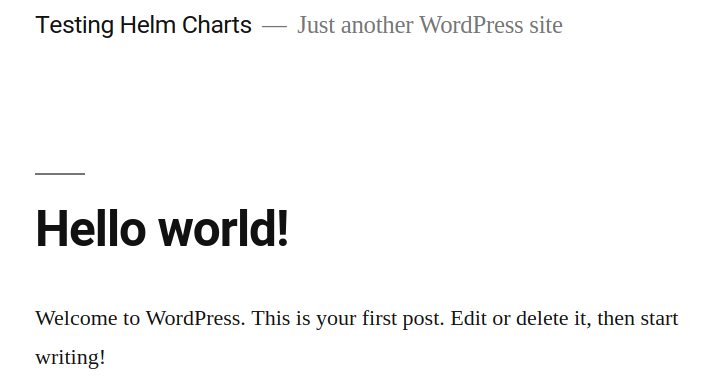 Testing Helm Charts — Just another WordPress site
Hello world!
Welcome to WordPress. This is your first post. Edit or delete it, then start
writing!